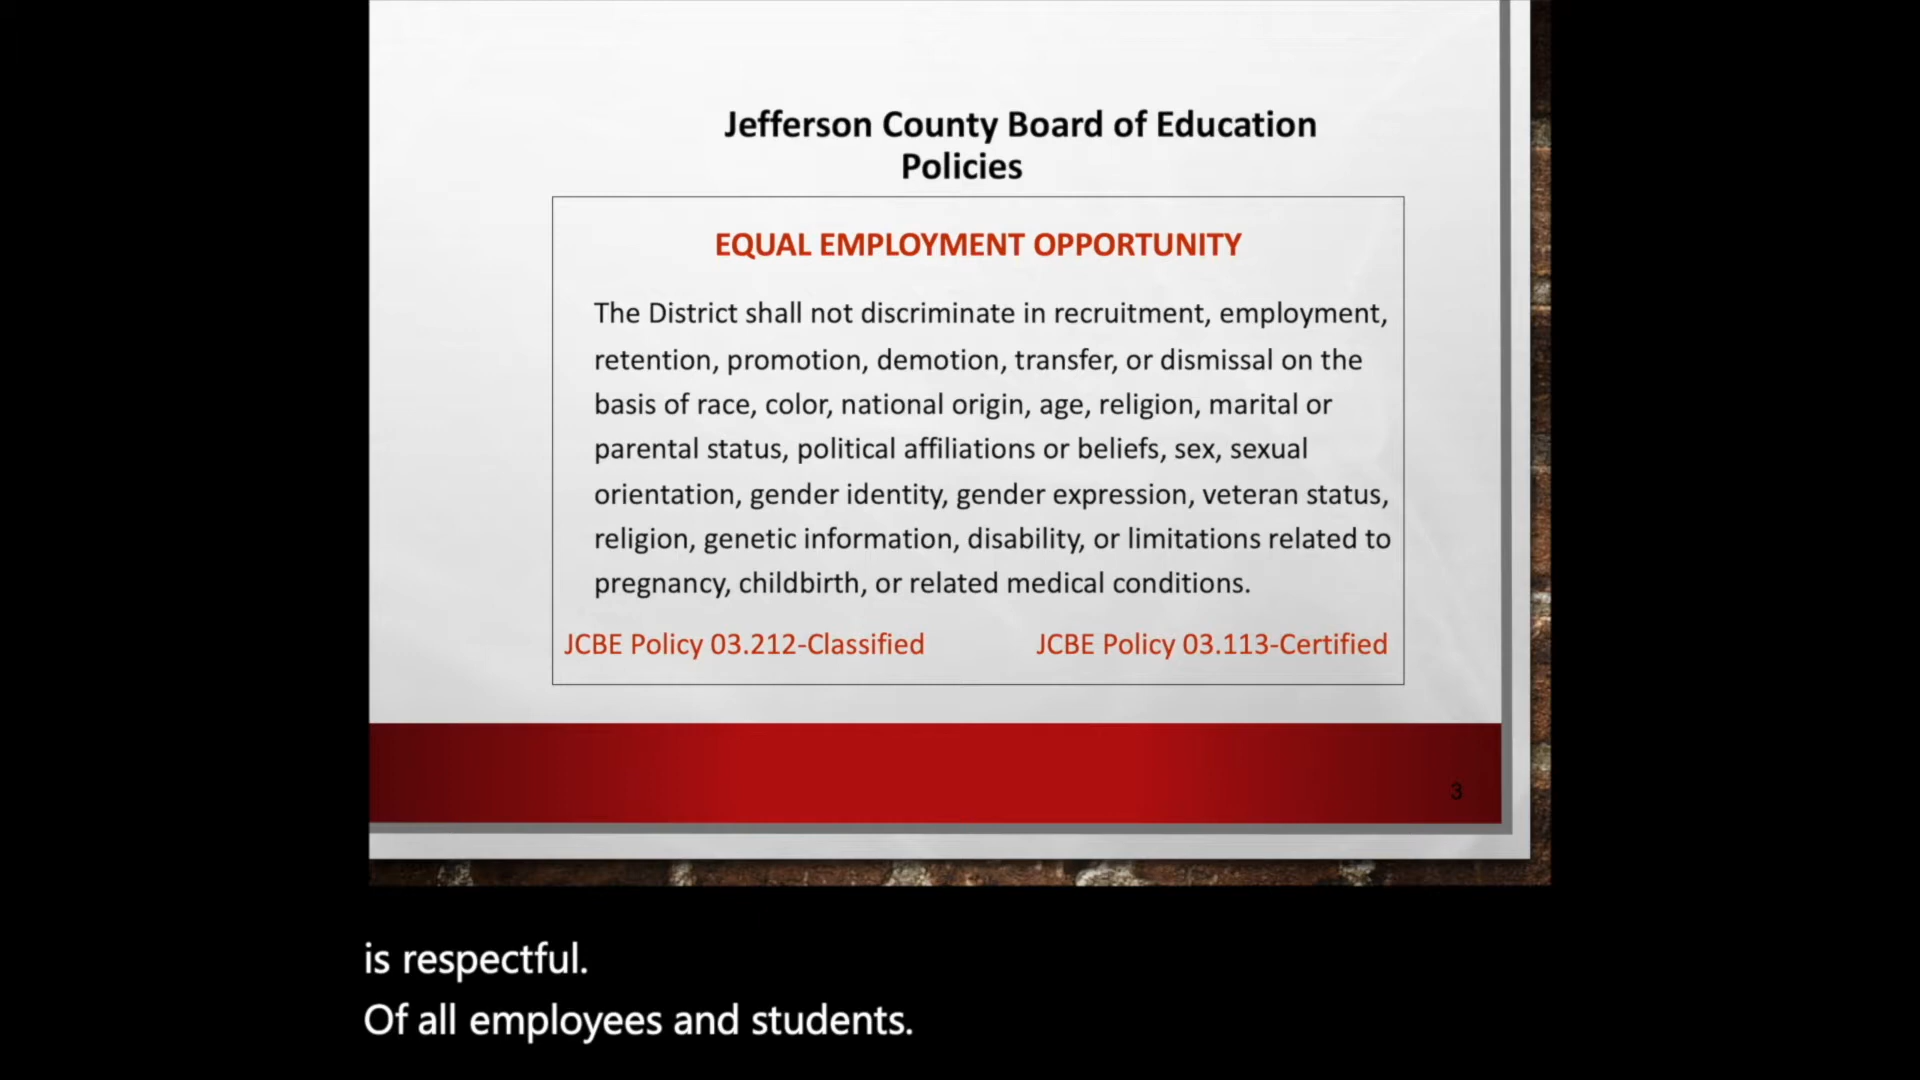 Jefferson County Board of Education
Policies
EQUAL EMPLOYMENT OPPORTUNITY
The District shall not discriminate in recruitment, employment,
retention, promotion, demotion, transfer, or dismissal on the
basis of race, color, national origin, age, religion, marital or
parental status, political affiliations or beliefs, sex, sexual
orientation, gender identity, gender expression, veteran status,
religion, genetic information, disability, or limitations related to
pregnancy, childbirth, or related medical conditions.
JCBE Policy 03.212-Classified JCBE Policy 03.113-Certified
3
is respectful.
Of all employees and students.